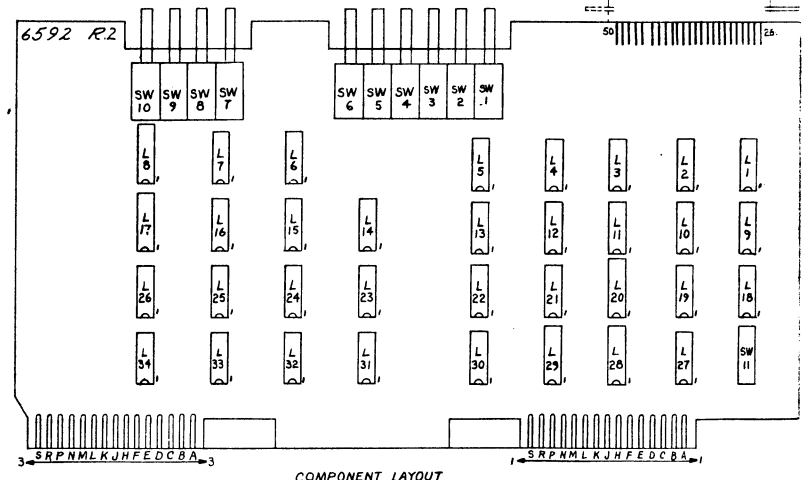 6592 R.2
50 26
SW 10 SW 9 SW 8 SW 7 SW 6 SW 5 SW 4 SW 3 SW 2 SW 1
L 8 L 7 L 6 L 5 L 4 L 3 L 2 L 1
L 17 L 16 L 15 L 14 L 13 L 12 L 11 L 10 L 9
L 26 L 25 L 24 L 23 L 22 L 21 L 20 L 19 L 18
L 34 L 33 L 32 L 31 L 30 L 29 L 28 L 27 SW 11
S R P N M L K J H F E D C B A S R P N M L K J H F E D C B A
3 3 1 1
COMPONENT LAYOUT